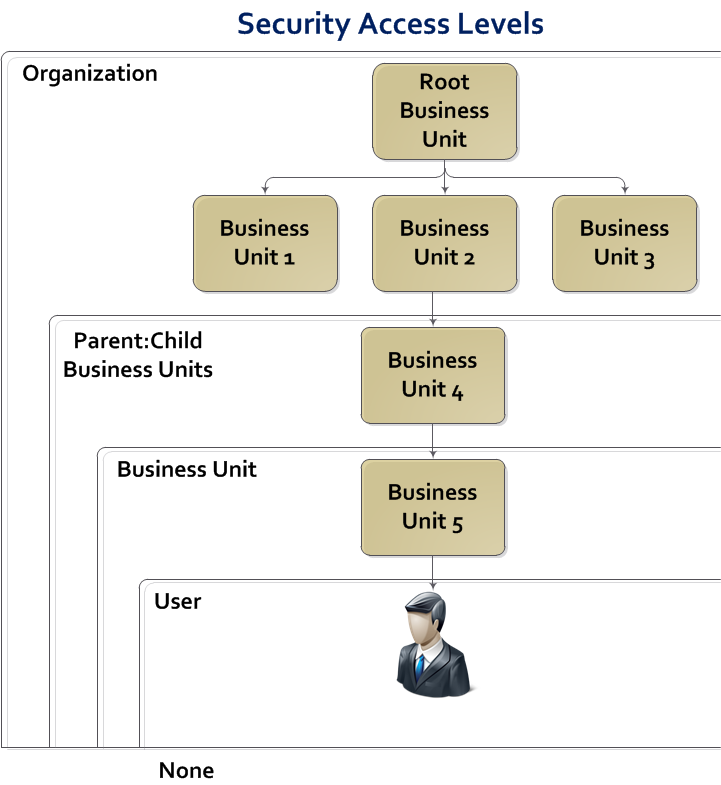 Security Access Levels
Organization
Root
Business
Unit
Business
Unit 1
Business
Unit 2
Business
Unit 3
Parent:Child
Business Units
Business
Unit 4
Business Unit
Business
Unit 5
User
None